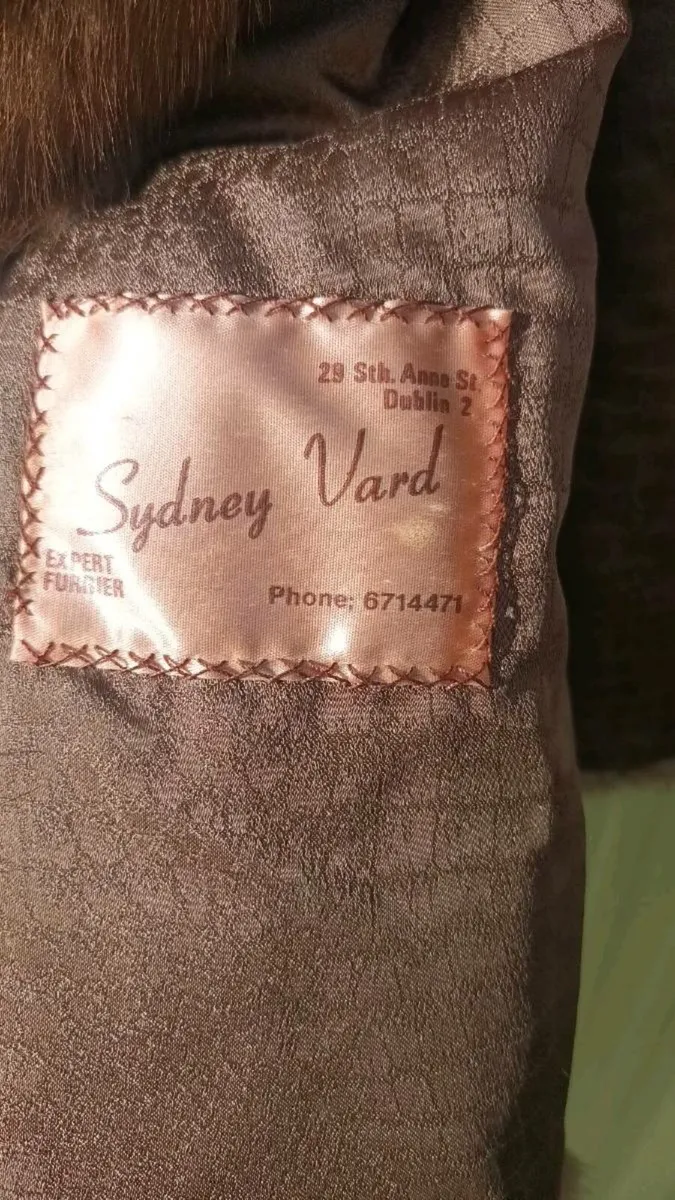 29 Sth. Anne St.
Dublin 2
Sydney Vard
EXPERT
FURRIER
Phone: 6714471